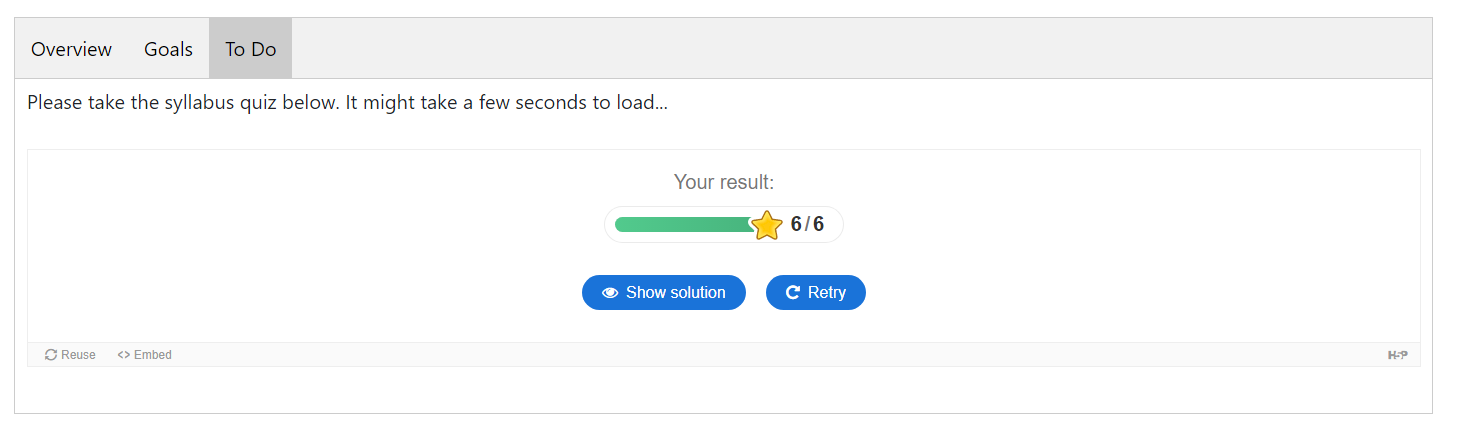 Overview Goals To Do
Please take the syllabus quiz below. It might take a few seconds to load...
Your result:
6/6
Show solution Retry
Reuse <> Embed H-P